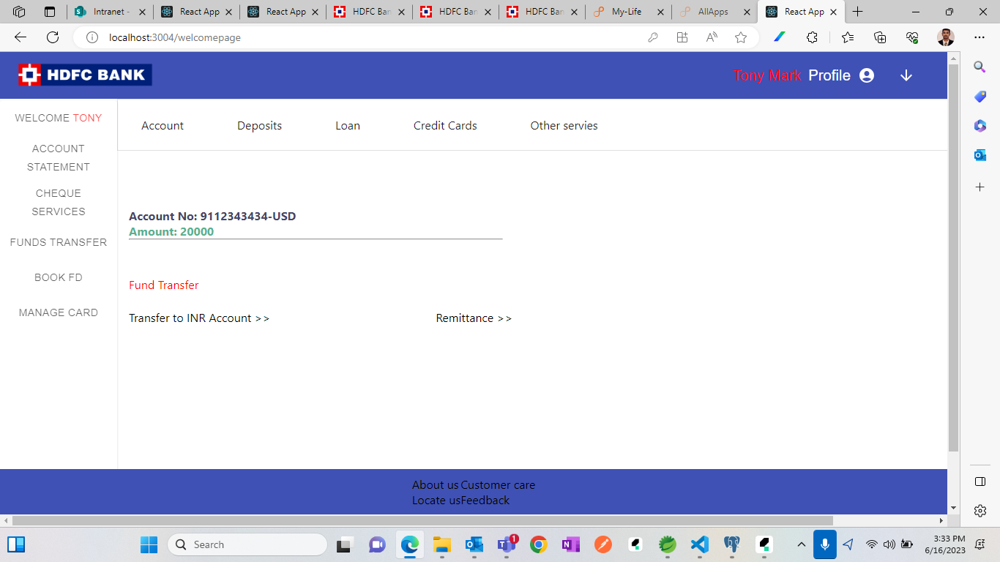 Intranet -
React App
React App
HDFC Ban
HDFC Ban
HDFC Ban
My-Life
AllApps
React App
localhost:3004/welcomepage
HDFC BANK
Tony Mark Profile
WELCOME TONY
Account Deposits Loan Credit Cards Other servies
ACCOUNT
STATEMENT
CHEQUE
SERVICES
FUNDS TRANSFER
BOOK FD
MANAGE CARD
Account No: 9112343434-USD
Amount: 20000
Fund Transfer
Transfer to INR Account >> Remittance >>
About us Customer care
Locate usFeedback
Search
1
3:33 PM
6/16/2023